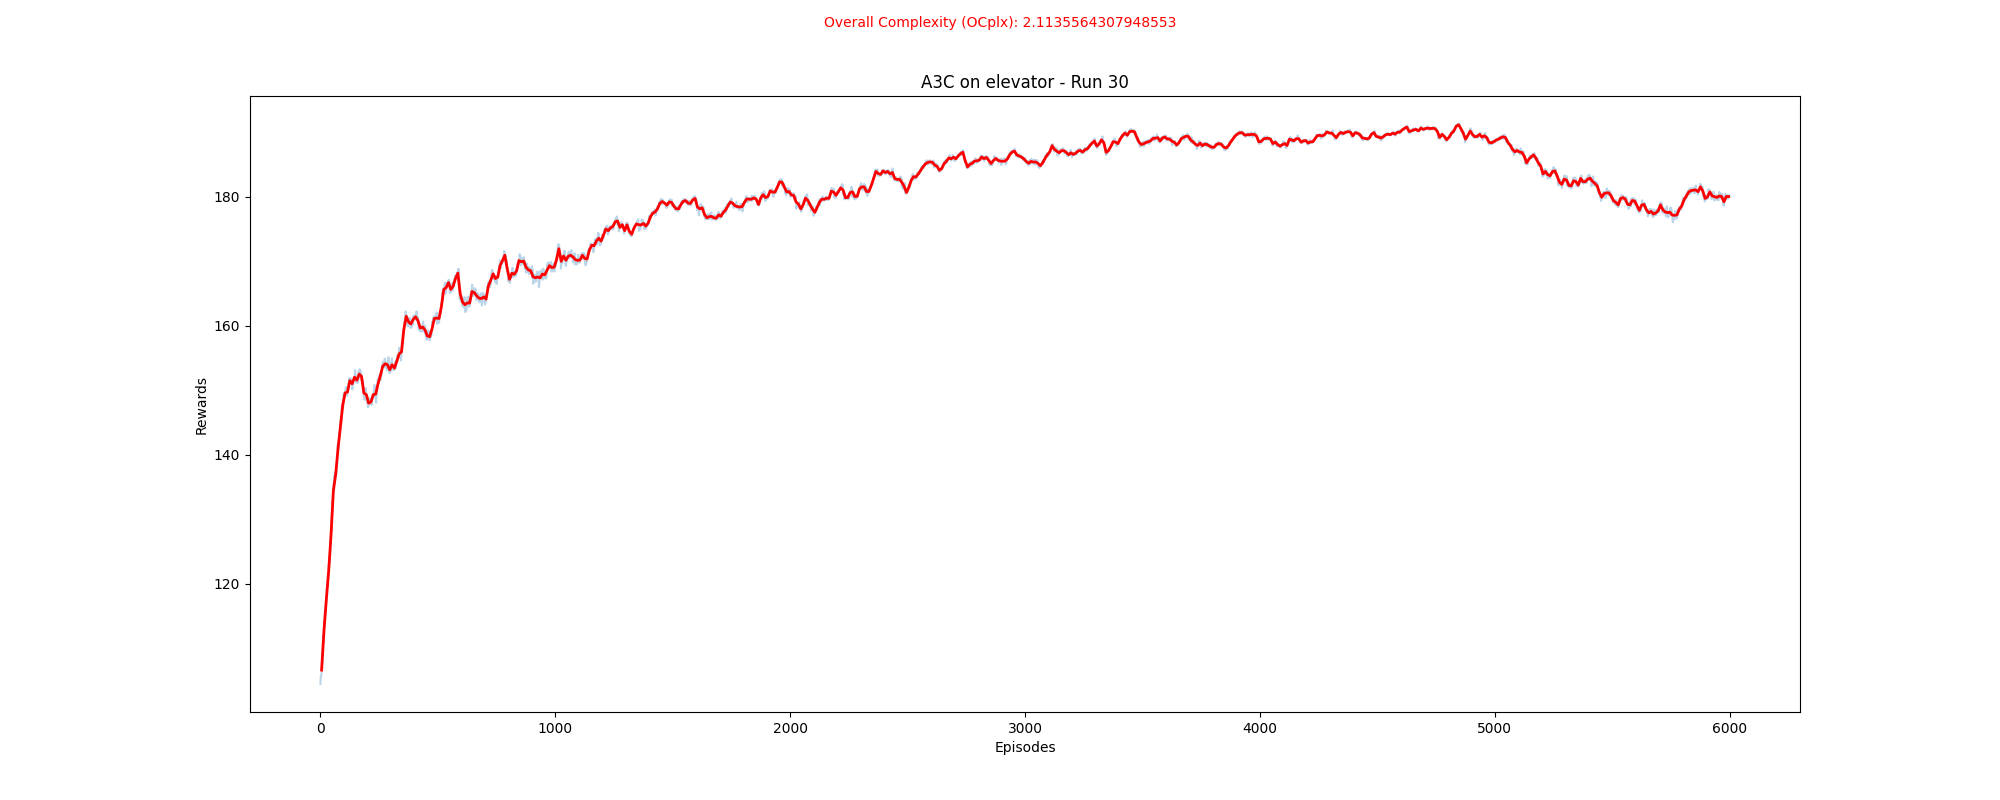 Overall Complexity (OCplx): 2.1135564307948553
A3C on elevator - Run 30
Rewards
180
160
140
120
0 1000 2000 3000 4000 5000 6000
Episodes